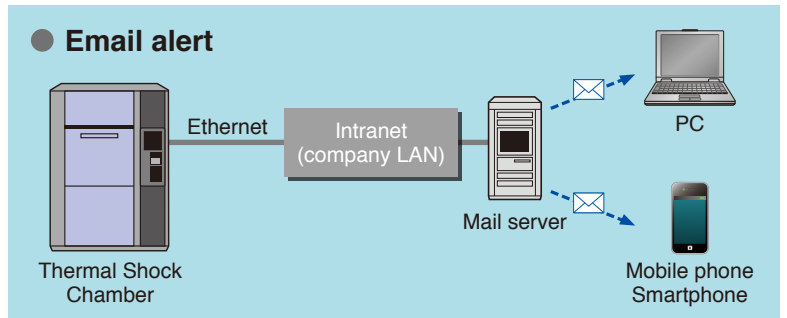 Email alert
Ethernet
Intranet
(company LAN)
PC
Mail server
Thermal Shock
Chamber
Mobile phone
Smartphone